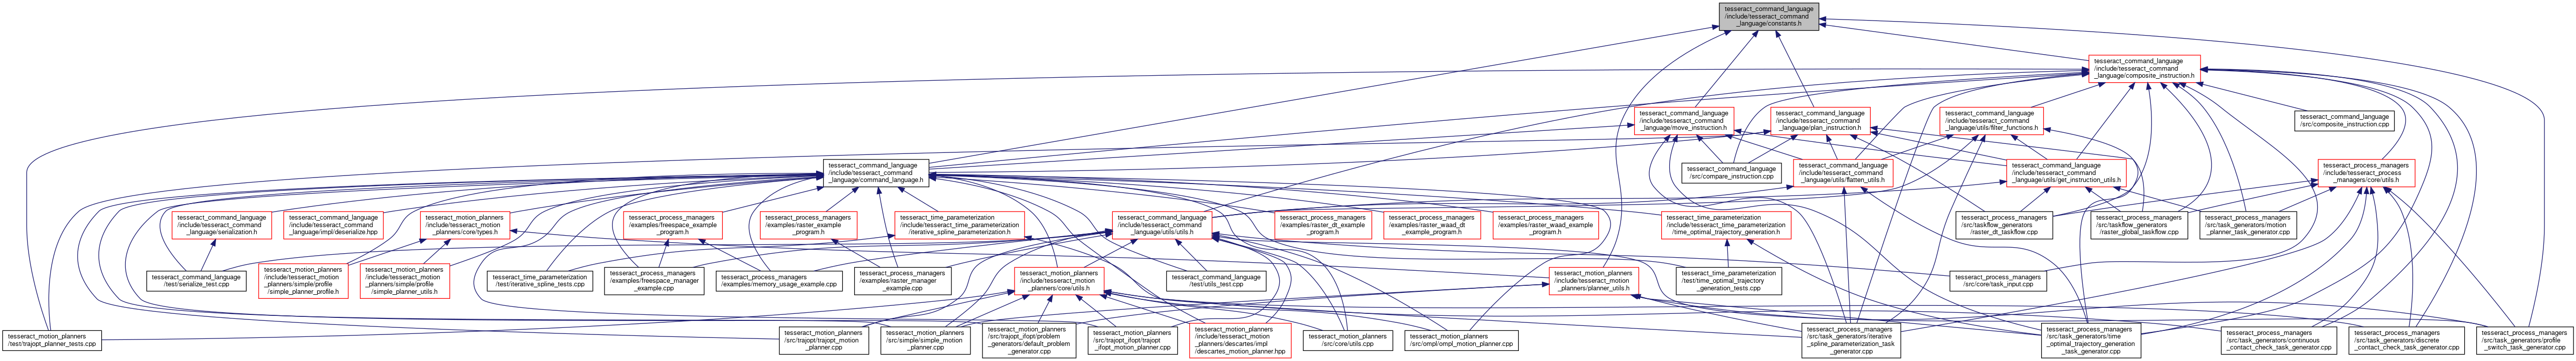 tesseract_command_language
/include/tesseract_command
_language/constants.h
tesseract_command_language
/include/tesseract_command
_language/composite_instruction.h
tesseract_command_language
/include/tesseract_command
_language/move_instruction.h
tesseract_command_language
/include/tesseract_command
_language/plan_instruction.h
tesseract_command_language
/include/tesseract_command
_language/utils/filter_functions.h
tesseract_command_language
/src/composite_instruction.cpp
tesseract_command_language
/include/tesseract_command
_language/command_language.h
tesseract_command_language
/src/compare_instruction.cpp
tesseract_command_language
/include/tesseract_command
_language/utils/flatten_utils.h
tesseract_command_language
/include/tesseract_command
_language/utils/get_instruction_utils.h
tesseract_process_managers
/include/tesseract_process
_managers/core/utils.h
tesseract_command_language
/include/tesseract_command
_language/serialization.h
tesseract_command_language
/include/tesseract_command
_language/impl/deserialize.hpp
tesseract_motion_planners
/include/tesseract_motion
_planners/core/types.h
tesseract_process_managers
/examples/freespace_example
_program.h
tesseract_process_managers
/examples/raster_example
_program.h
tesseract_time_parameterization
/include/tesseract_time_parameterization
/iterative_spline_parameterization.h
tesseract_command_language
/include/tesseract_command
_language/utils/utils.h
tesseract_process_managers
/examples/raster_dt_example
_program.h
tesseract_process_managers
/examples/raster_waad_dt
_example_program.h
tesseract_process_managers
/examples/raster_waad_example
_program.h
tesseract_time_parameterization
/include/tesseract_time_parameterization
/time_optimal_trajectory_generation.h
tesseract_process_managers
/src/taskflow_generators
/raster_dt_taskflow.cpp
tesseract_process_managers
/src/taskflow_generators
/raster_global_taskflow.cpp
tesseract_process_managers
/src/task_generators/motion
_planner_task_generator.cpp
tesseract_command_language
/test/serialize_test.cpp
tesseract_motion_planners
/include/tesseract_motion
_planners/simple/profile
/simple_planner_profile.h
tesseract_motion_planners
/include/tesseract_motion
_planners/simple/profile
/simple_planner_utils.h
tesseract_time_parameterization
/test/iterative_spline_tests.cpp
tesseract_process_managers
/examples/freespace_manager
_example.cpp
tesseract_process_managers
/examples/memory_usage_example.cpp
tesseract_process_managers
/examples/raster_manager
_example.cpp
tesseract_motion_planners
/include/tesseract_motion
_planners/core/utils.h
tesseract_command_language
/test/utils_test.cpp
tesseract_motion_planners
/include/tesseract_motion
_planners/planner_utils.h
tesseract_time_parameterization
/test/time_optimal_trajectory
_generation_tests.cpp
tesseract_process_managers
/src/core/task_input.cpp
tesseract_motion_planners
/test/trajopt_planner_tests.cpp
tesseract_motion_planners
/src/trajopt/trajopt_motion
_planner.cpp
tesseract_motion_planners
/src/simple/simple_motion
_planner.cpp
tesseract_motion_planners
/src/trajopt_ifopt/problem
_generators/default_problem
_generator.cpp
tesseract_motion_planners
/src/trajopt_ifopt/trajopt
_ifopt_motion_planner.cpp
tesseract_motion_planners
/include/tesseract_motion
_planners/descartes/impl
/descartes_motion_planner.hpp
tesseract_motion_planners
/src/core/utils.cpp
tesseract_motion_planners
/src/ompl/ompl_motion_planner.cpp
tesseract_process_managers
/src/task_generators/iterative
_spline_parameterization_task
_generator.cpp
tesseract_process_managers
/src/task_generators/time
_optimal_trajectory_generation
_task_generator.cpp
tesseract_process_managers
/src/task_generators/continuous
_contact_check_task_generator.cpp
tesseract_process_managers
/src/task_generators/discrete
_contact_check_task_generator.cpp
tesseract_process_managers
/src/task_generators/profile
_switch_task_generator.cpp